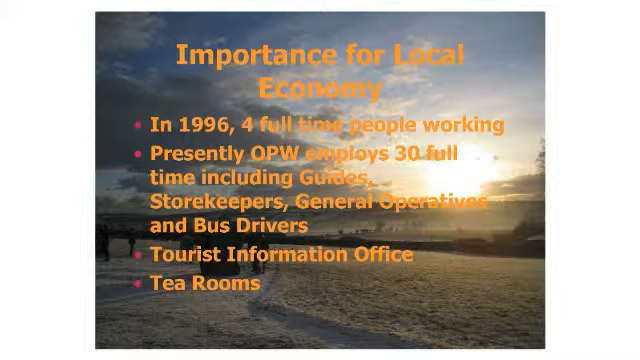 Importance for Local
Economy
• In 1996, 4 full time people working
• Presently OPW employs 30 full
time including Guides,
Storekeepers, General Operatives
and Bus Drivers
• Tourist Information Office
• Tea Rooms